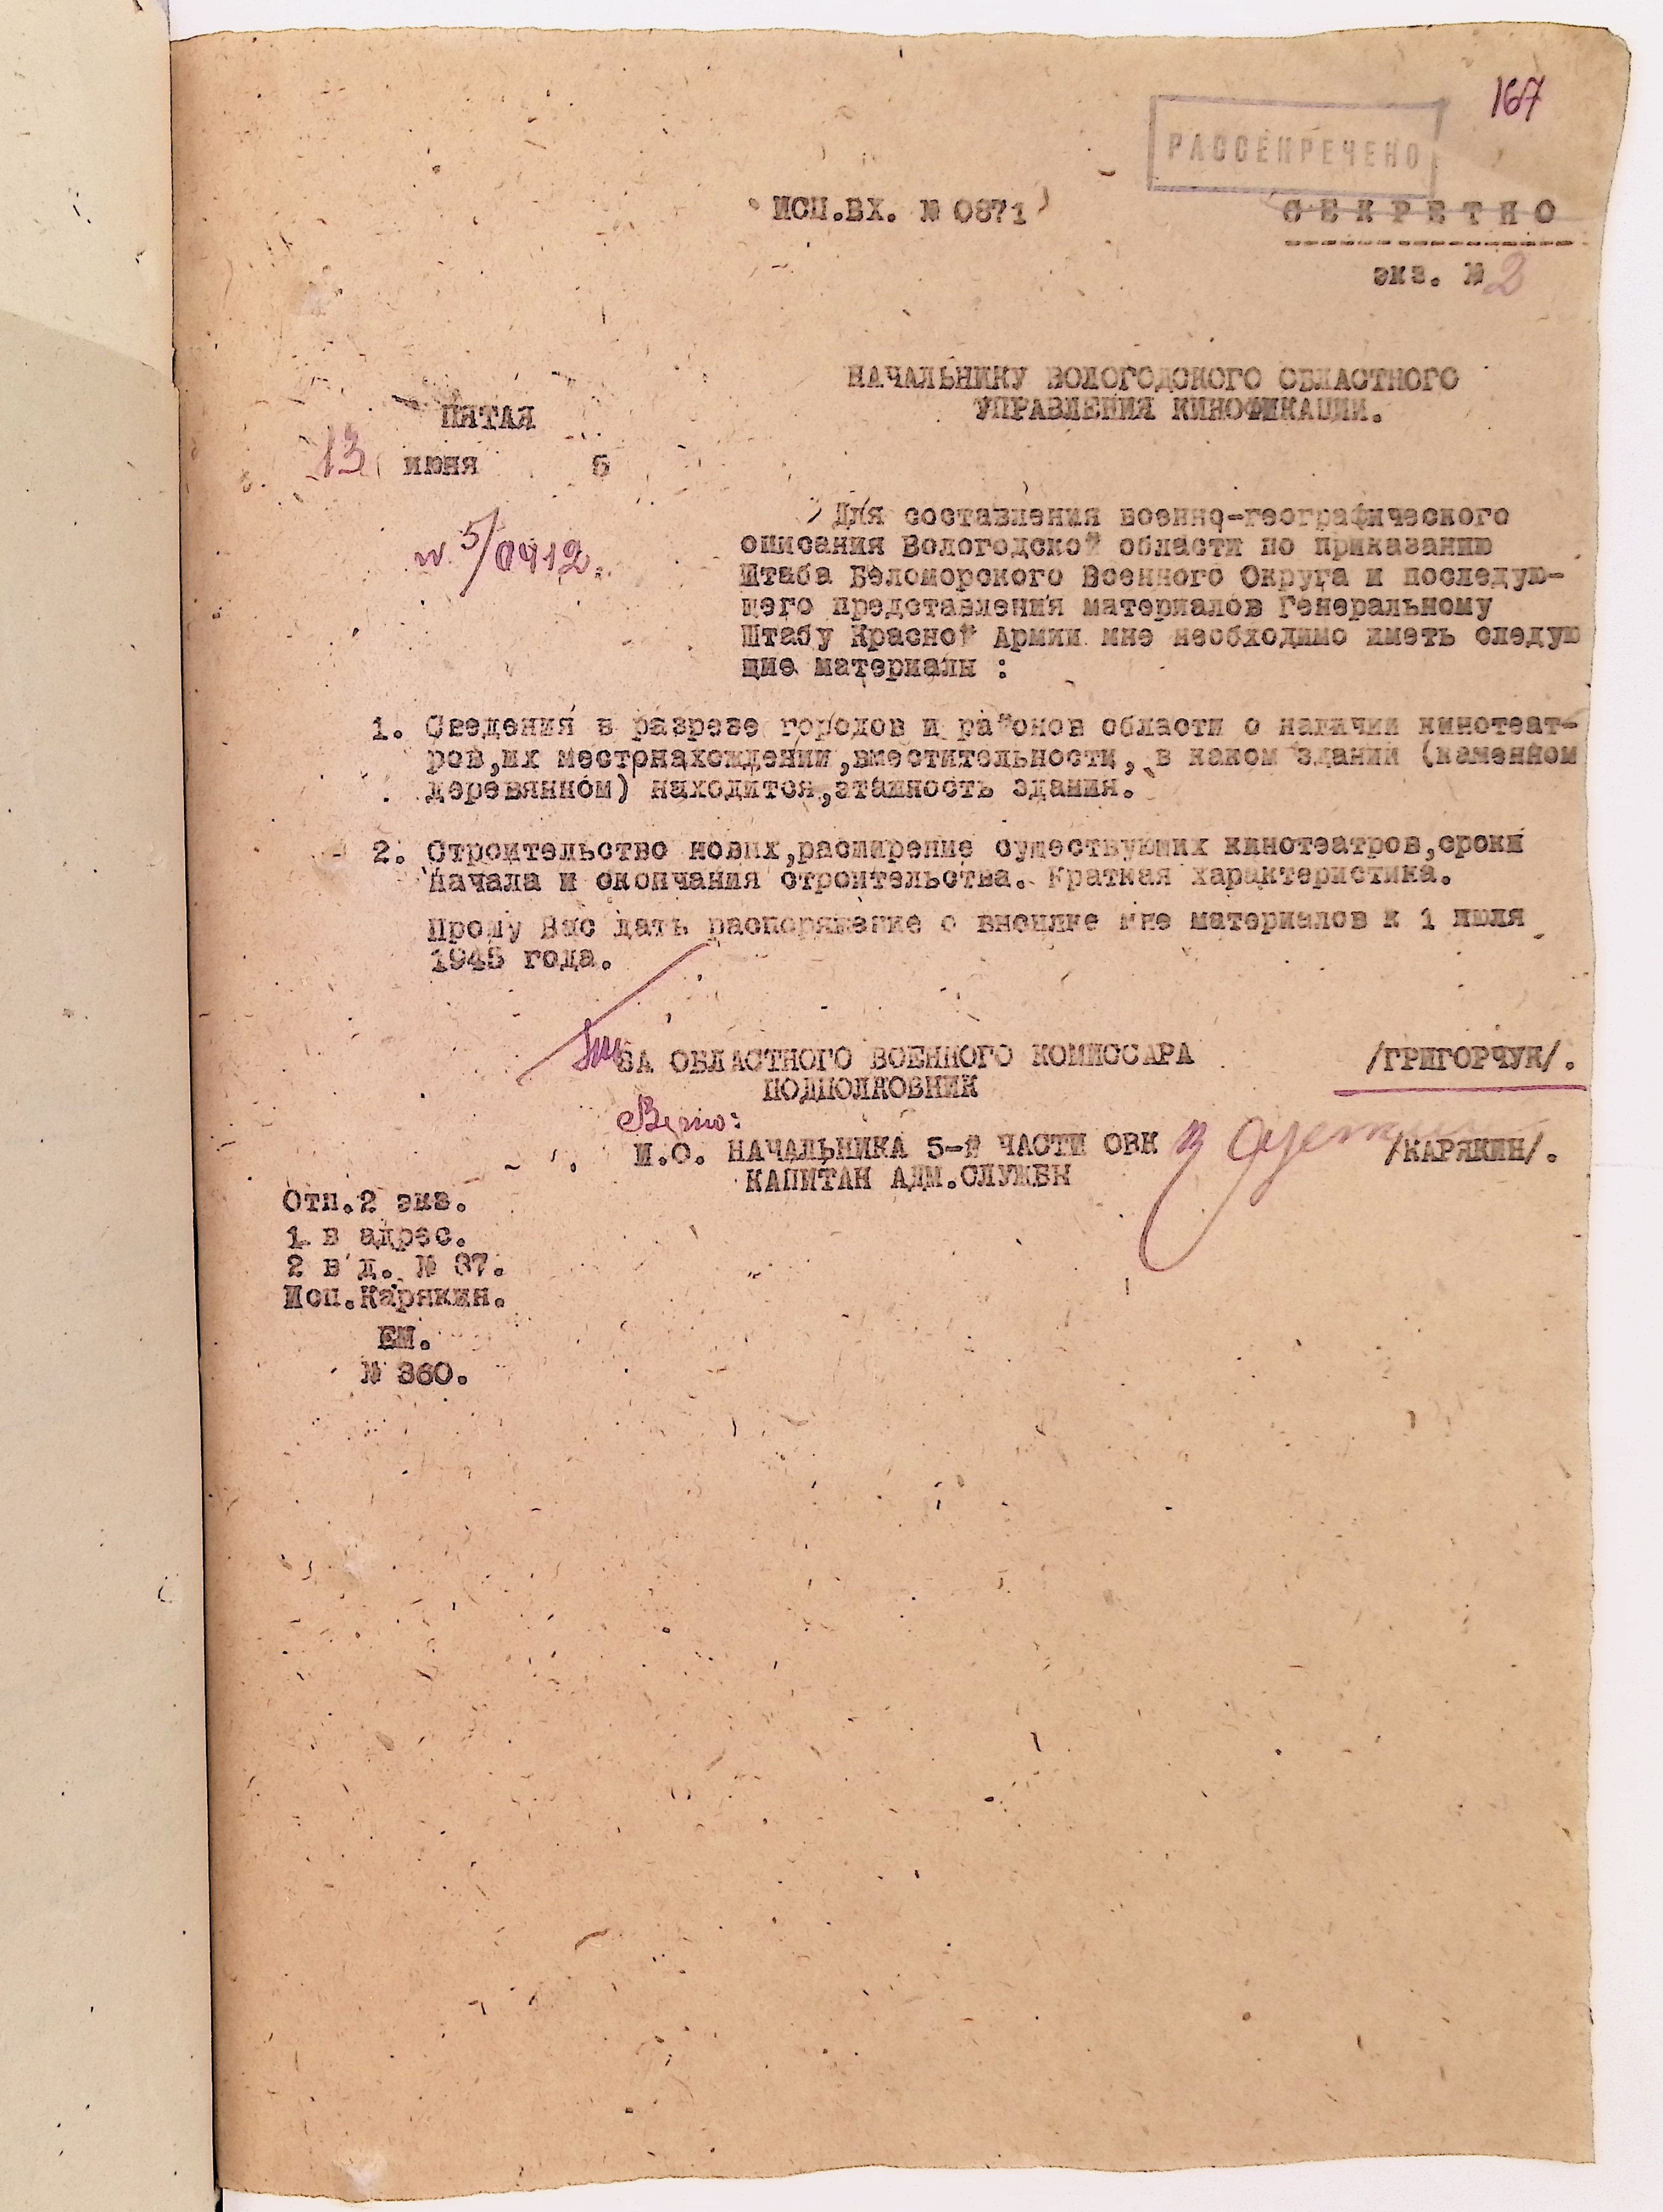 167
РАССЕКРЕЧЕНО
ИСП.ВХ. № 0871
СЕКРЕТНО
экз. № 2
НАЧАЛЬНИКУ ВОЛОГОДСКОГО ОБЛАСТНОГО
УПРАВЛЕНИЯ КИНОФИКАЦИИ.
ПЯТАЯ
13 июня 5
№ 5/0912.
Для составления военно-географического
описания Вологодской области по приказанию
Штаба Беломорского Военного Округа и последую-
щего представления материалов Генеральному
Штабу Красной Армии мне необходимо иметь следую
щие материалы :
1. Сведения в разрезе городов и районов области о наличии кинотеат-
ров,их местонахождении,вместительности, в каком здании (каменном
деревянном) находится,этажность здания.
2. Строительство новых,расширение существующих кинотеатров,сроки
начала и окончания строительства. Краткая характеристика.
Прошу Вас дать распоряжение о высылке мне материалов к 1 июля
1945 года.
ЗА ОБЛАСТНОГО ВОЕННОГО КОМИССАРА /ГРИГОРЧУК/.
ПОДПОЛКОВНИК
Верно:
И.О. НАЧАЛЬНИКА 5-й ЧАСТИ ОВК /КАРЯКИН/.
КАПИТАН АДМ.СЛУЖБЫ
Отп.2 экз.
1 в адрес.
2 в д. № 37.
Исп.Карякин.
ЕМ.
№ 360.